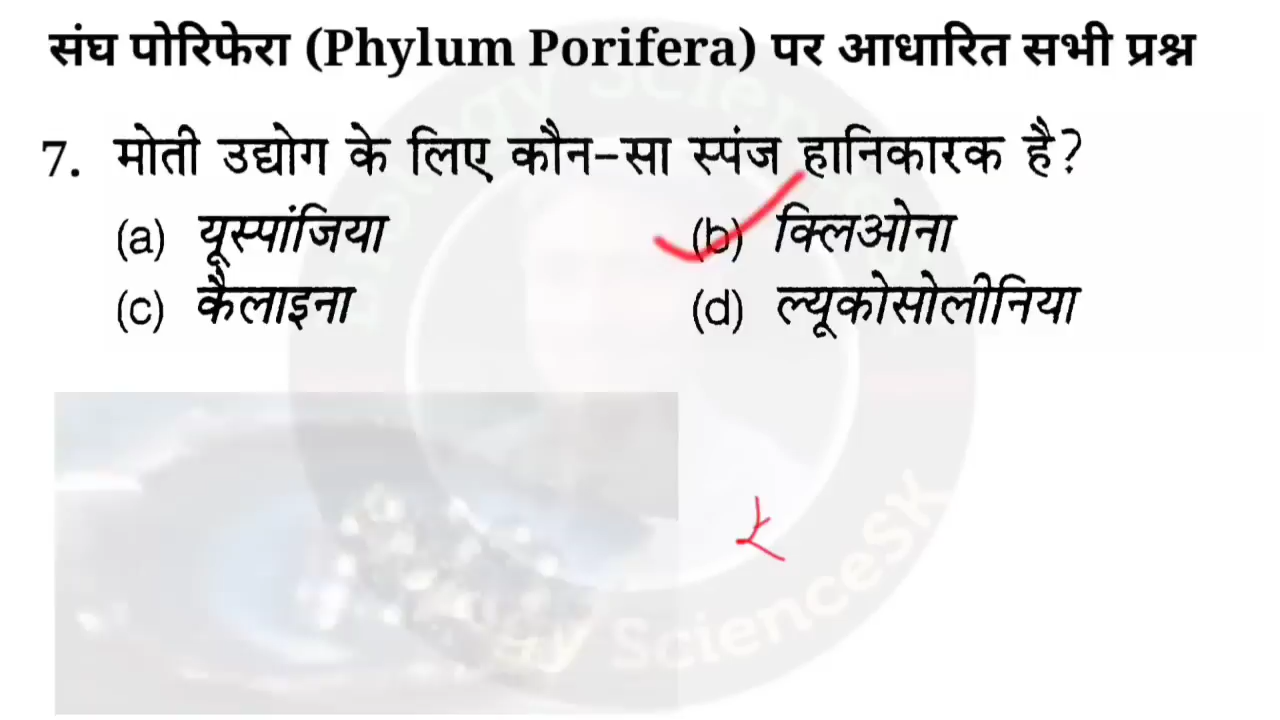 संघ पोरिफेरा (Phylum Porifera) पर आधारित सभी प्रश्न
7. मोती उद्योग के लिए कौन-सा स्पंज हानिकारक है?
(a) यूस्पांजिया (b) क्लिओना
(c) कैलाइना (d) ल्यूकोसोलीनिया